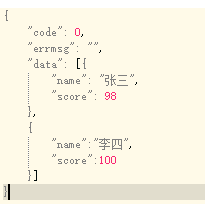 {
"code": 0,
"errmsg": "",
"data": [{
"name": "张三",
"score": 98
},
{
"name":"李四",
"score":100
}]
}